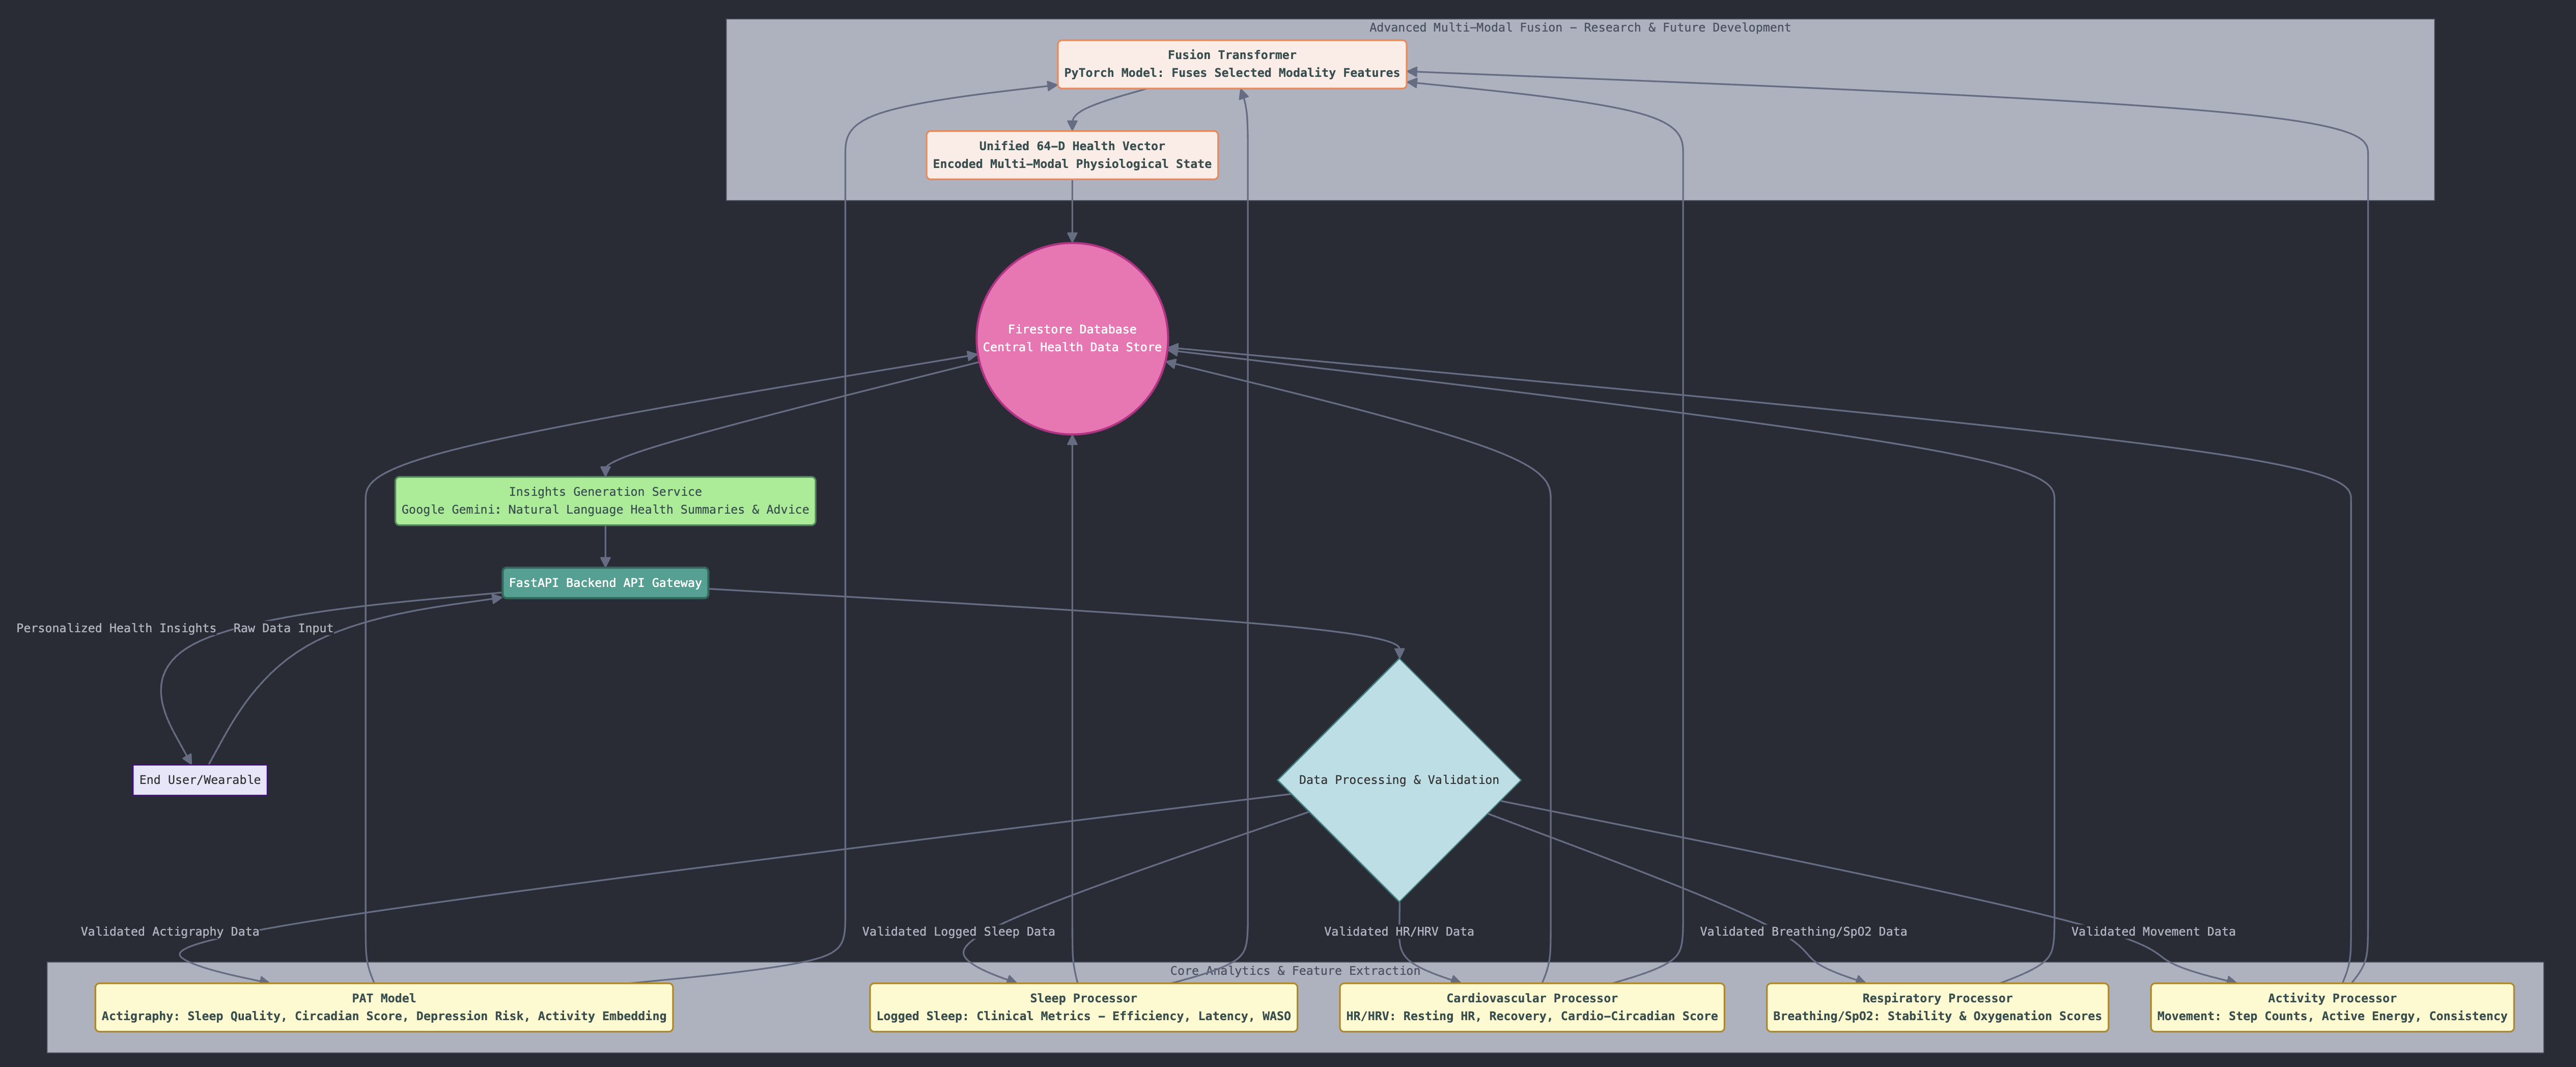 Advanced Multi−Modal Fusion − Research & Future Development
Fusion Transformer
PyTorch Model: Fuses Selected Modality Features
Unified 64−D Health Vector
Encoded Multi−Modal Physiological State
Firestore Database
Central Health Data Store
Insights Generation Service
Google Gemini: Natural Language Health Summaries & Advice
FastAPI Backend API Gateway
Personalized Health Insights
Raw Data Input
End User/Wearable
Data Processing & Validation
Validated Actigraphy Data
Validated Logged Sleep Data
Validated HR/HRV Data
Validated Breathing/SpO2 Data
Validated Movement Data
Core Analytics & Feature Extraction
PAT Model
Actigraphy: Sleep Quality, Circadian Score, Depression Risk, Activity Embedding
Sleep Processor
Logged Sleep: Clinical Metrics − Efficiency, Latency, WASO
Cardiovascular Processor
HR/HRV: Resting HR, Recovery, Cardio−Circadian Score
Respiratory Processor
Breathing/SpO2: Stability & Oxygenation Scores
Activity Processor
Movement: Step Counts, Active Energy, Consistency